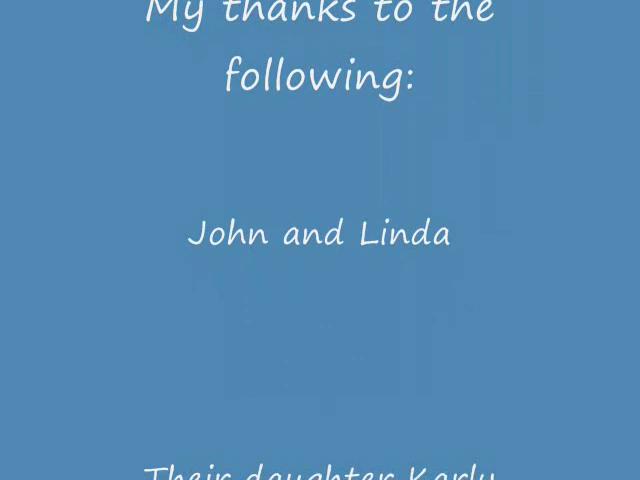 My thanks to the
following:
John and Linda
Their daughter Karly